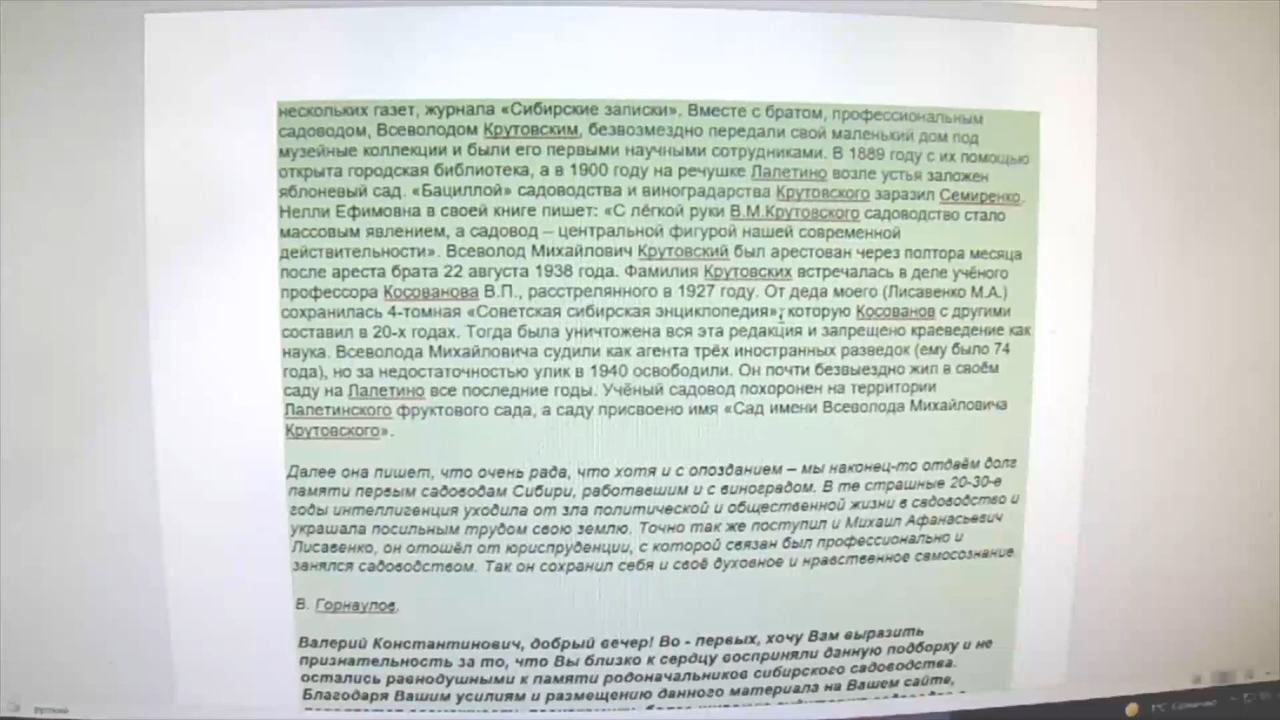 нескольких газет, журнала «Сибирские записки». Вместе с братом, профессиональным
садоводом, Всеволодом Крутовским, безвозмездно передали свой маленький дом под
музейные коллекции и были его первыми научными сотрудниками. В 1889 году с их помощью
открыта городская библиотека, а в 1900 году на речушке Лалетино возле устья заложен
яблоневый сад. «Бациллой» садоводства и виноградарства Крутовского заразил Семиренко.
Нелли Ефимовна в своей книге пишет: «С лёгкой руки В.М.Крутовского садоводство стало
массовым явлением, а садовод – центральной фигурой нашей современной
действительности». Всеволод Михайлович Крутовский был арестован через полтора месяца
после ареста брата 22 августа 1938 года. Фамилия Крутовских встречалась в деле учёного
профессора Косованова В.П., расстрелянного в 1927 году. От деда моего (Лисавенко М.А.)
сохранилась 4-томная «Советская сибирская энциклопедия», которую Косованов с другими
составил в 20-х годах. Тогда была уничтожена вся эта редакция и запрещено краеведение как
наука. Всеволода Михайловича судили как агента трёх иностранных разведок (ему было 74
года), но за недостаточностью улик в 1940 освободили. Он почти безвыездно жил в своём
саду на Лалетино все последние годы. Учёный садовод похоронен на территории
Лалетинского фруктового сада, а саду присвоено имя «Сад имени Всеволода Михайловича
Крутовского».
Далее она пишет, что очень рада, что хотя и с опозданием – мы наконец-то отдаём долг
памяти первым садоводам Сибири, работавшим и с виноградом. В те страшные 20-30-е
годы интеллигенция уходила от зла политической и общественной жизни в садоводство и
украшала посильным трудом свою землю. Точно так же поступил и Михаил Афанасьевич
Лисавенко, он отошёл от юриспруденции, с которой связан был профессионально и
занялся садоводством. Так он сохранил себя и своё духовное и нравственное самосознание.
В. Горнаулов.
Валерий Константинович, добрый вечер! Во - первых, хочу Вам выразить
признательность за то, что Вы близко к сердцу восприняли данную подборку и не
остались равнодушными к памяти родоначальников сибирского садоводства.
Благодаря Вашим усилиям и размещению данного материала на Вашем сайте,
русский